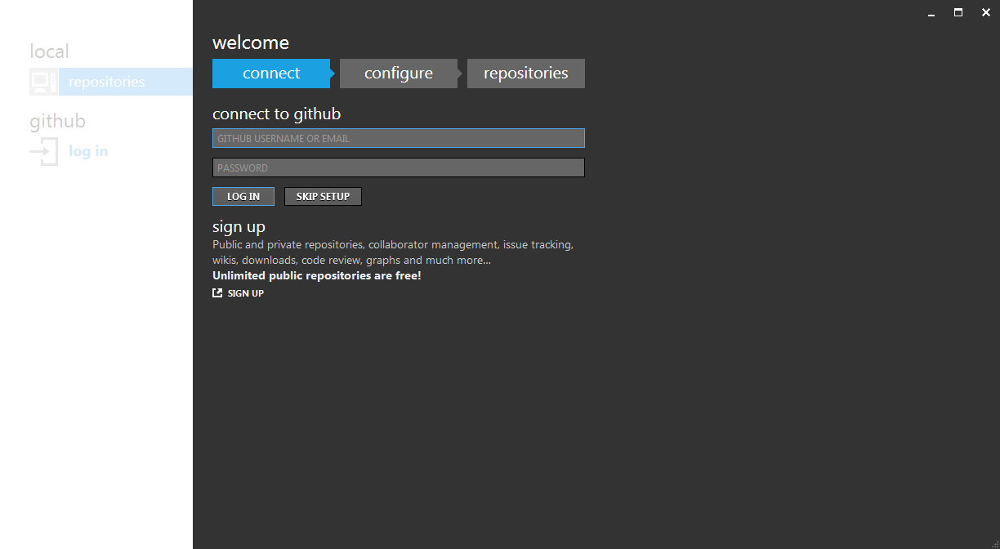 local
repositories
github
log in
welcome
connect
configure
repositories
connect to github
GITHUB USERNAME OR EMAIL
PASSWORD
LOG IN
SKIP SETUP
sign up
Public and private repositories, collaborator management, issue tracking,
wikis, downloads, code review, graphs and much more...
Unlimited public repositories are free!
SIGN UP